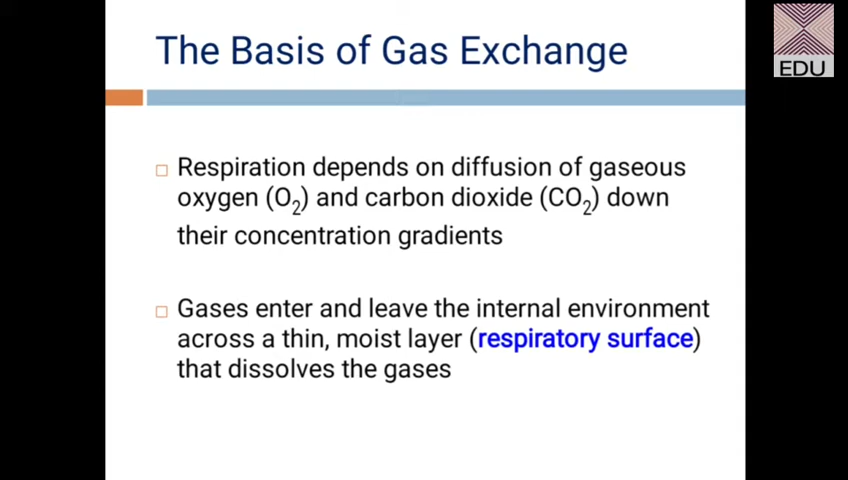 The Basis of Gas Exchange
EDU
Respiration depends on diffusion of gaseous
oxygen (O₂) and carbon dioxide (CO₂) down
their concentration gradients
Gases enter and leave the internal environment
across a thin, moist layer (respiratory surface)
that dissolves the gases